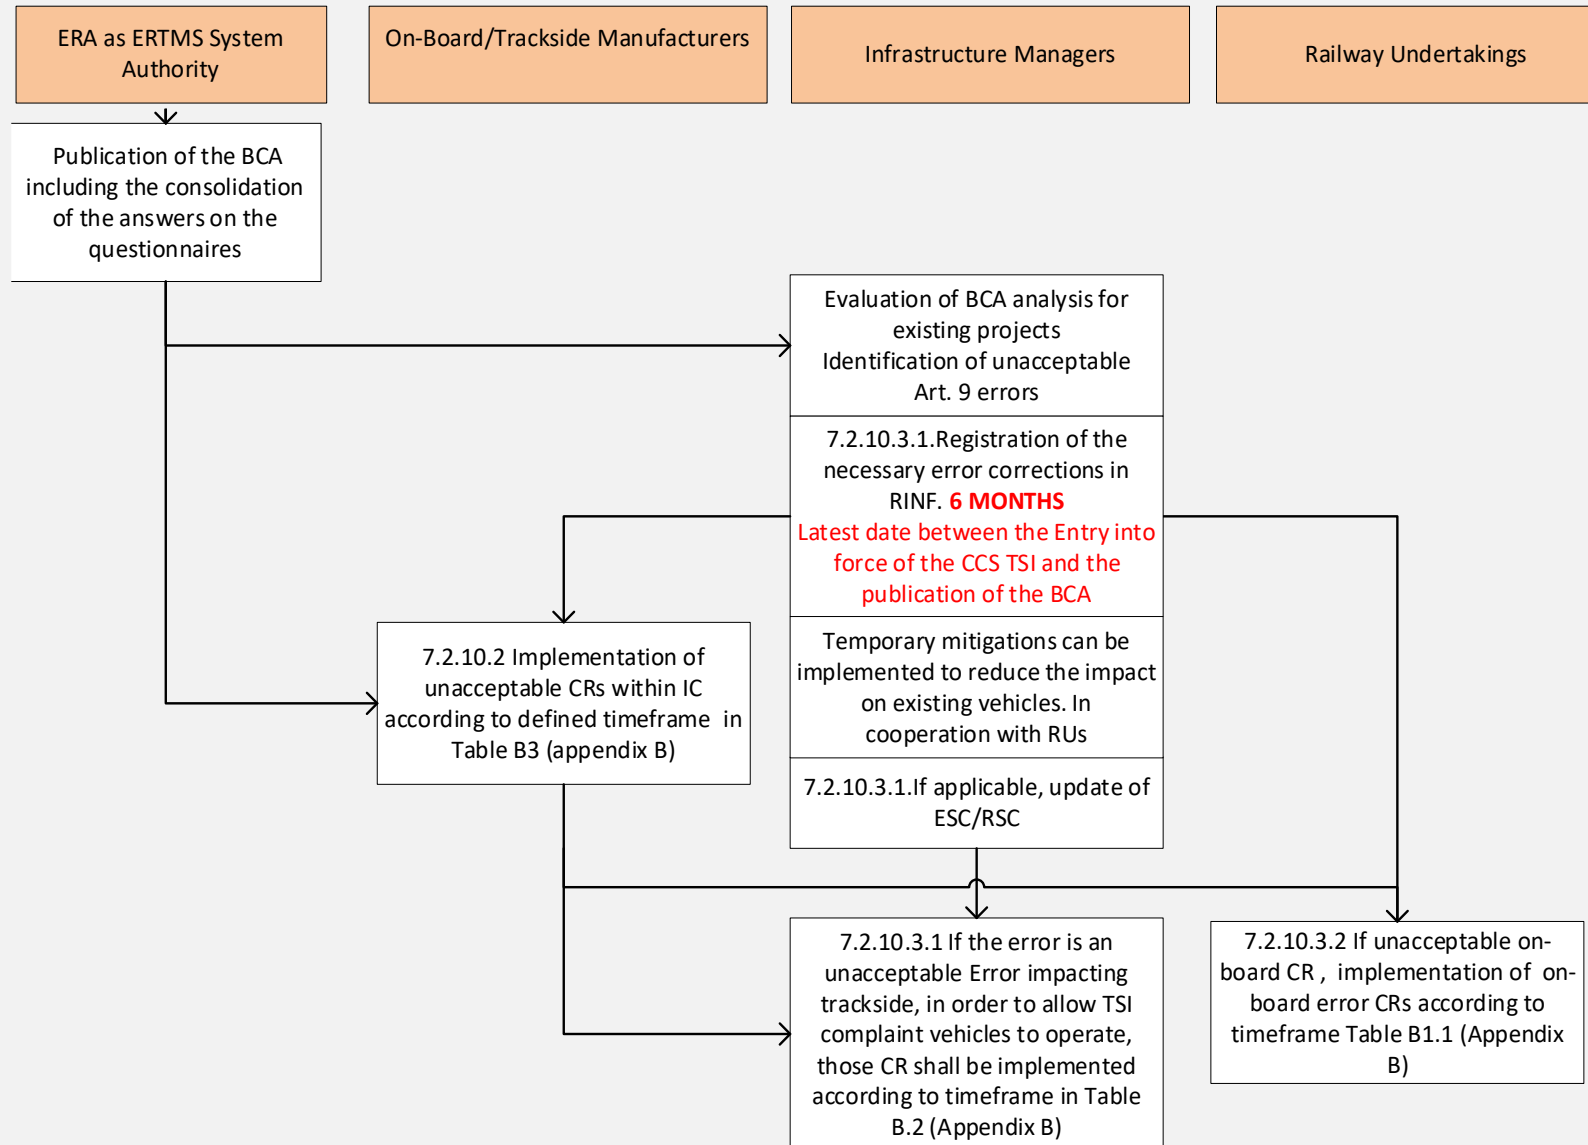 ERA as ERTMS System
Authority
On-Board/Trackside Manufacturers
Infrastructure Managers
Railway Undertakings
Publication of the BCA
including the consolidation
of the answers on the
questionnaires
Evaluation of BCA analysis for
existing projects
Identification of unacceptable
Art. 9 errors
7.2.10.3.1.Registration of the
necessary error corrections in
RINF. 6 MONTHS
Latest date between the Entry into
force of the CCS TSI and the
publication of the BCA
Temporary mitigations can be
implemented to reduce the impact
on existing vehicles. In
cooperation with RUs
7.2.10.3.1.If applicable, update of
ESC/RSC
7.2.10.2 Implementation of
unacceptable CRs within IC
according to defined timeframe in
Table B3 (appendix B)
7.2.10.3.1 If the error is an
unacceptable Error impacting
trackside, in order to allow TSI
complaint vehicles to operate,
those CR shall be implemented
according to timeframe in Table
B.2 (Appendix B)
7.2.10.3.2 If unacceptable on-
board CR , implementation of on-
board error CRs according to
timeframe Table B1.1 (Appendix
B)